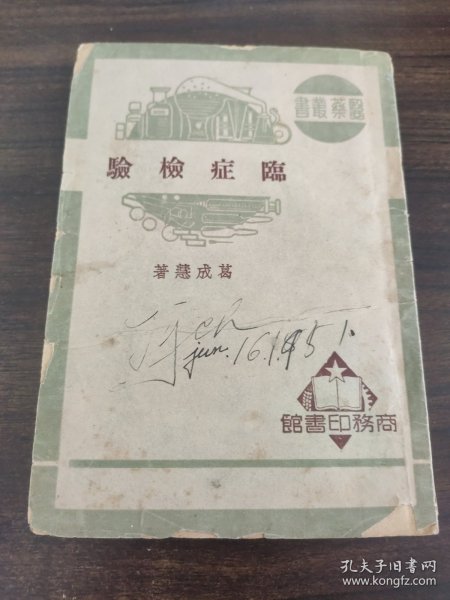 醫藥叢書
臨症檢驗
葛成慧著
jun. 16. 1951.
商務印書館
孔夫子旧书网
www.kongfz.com